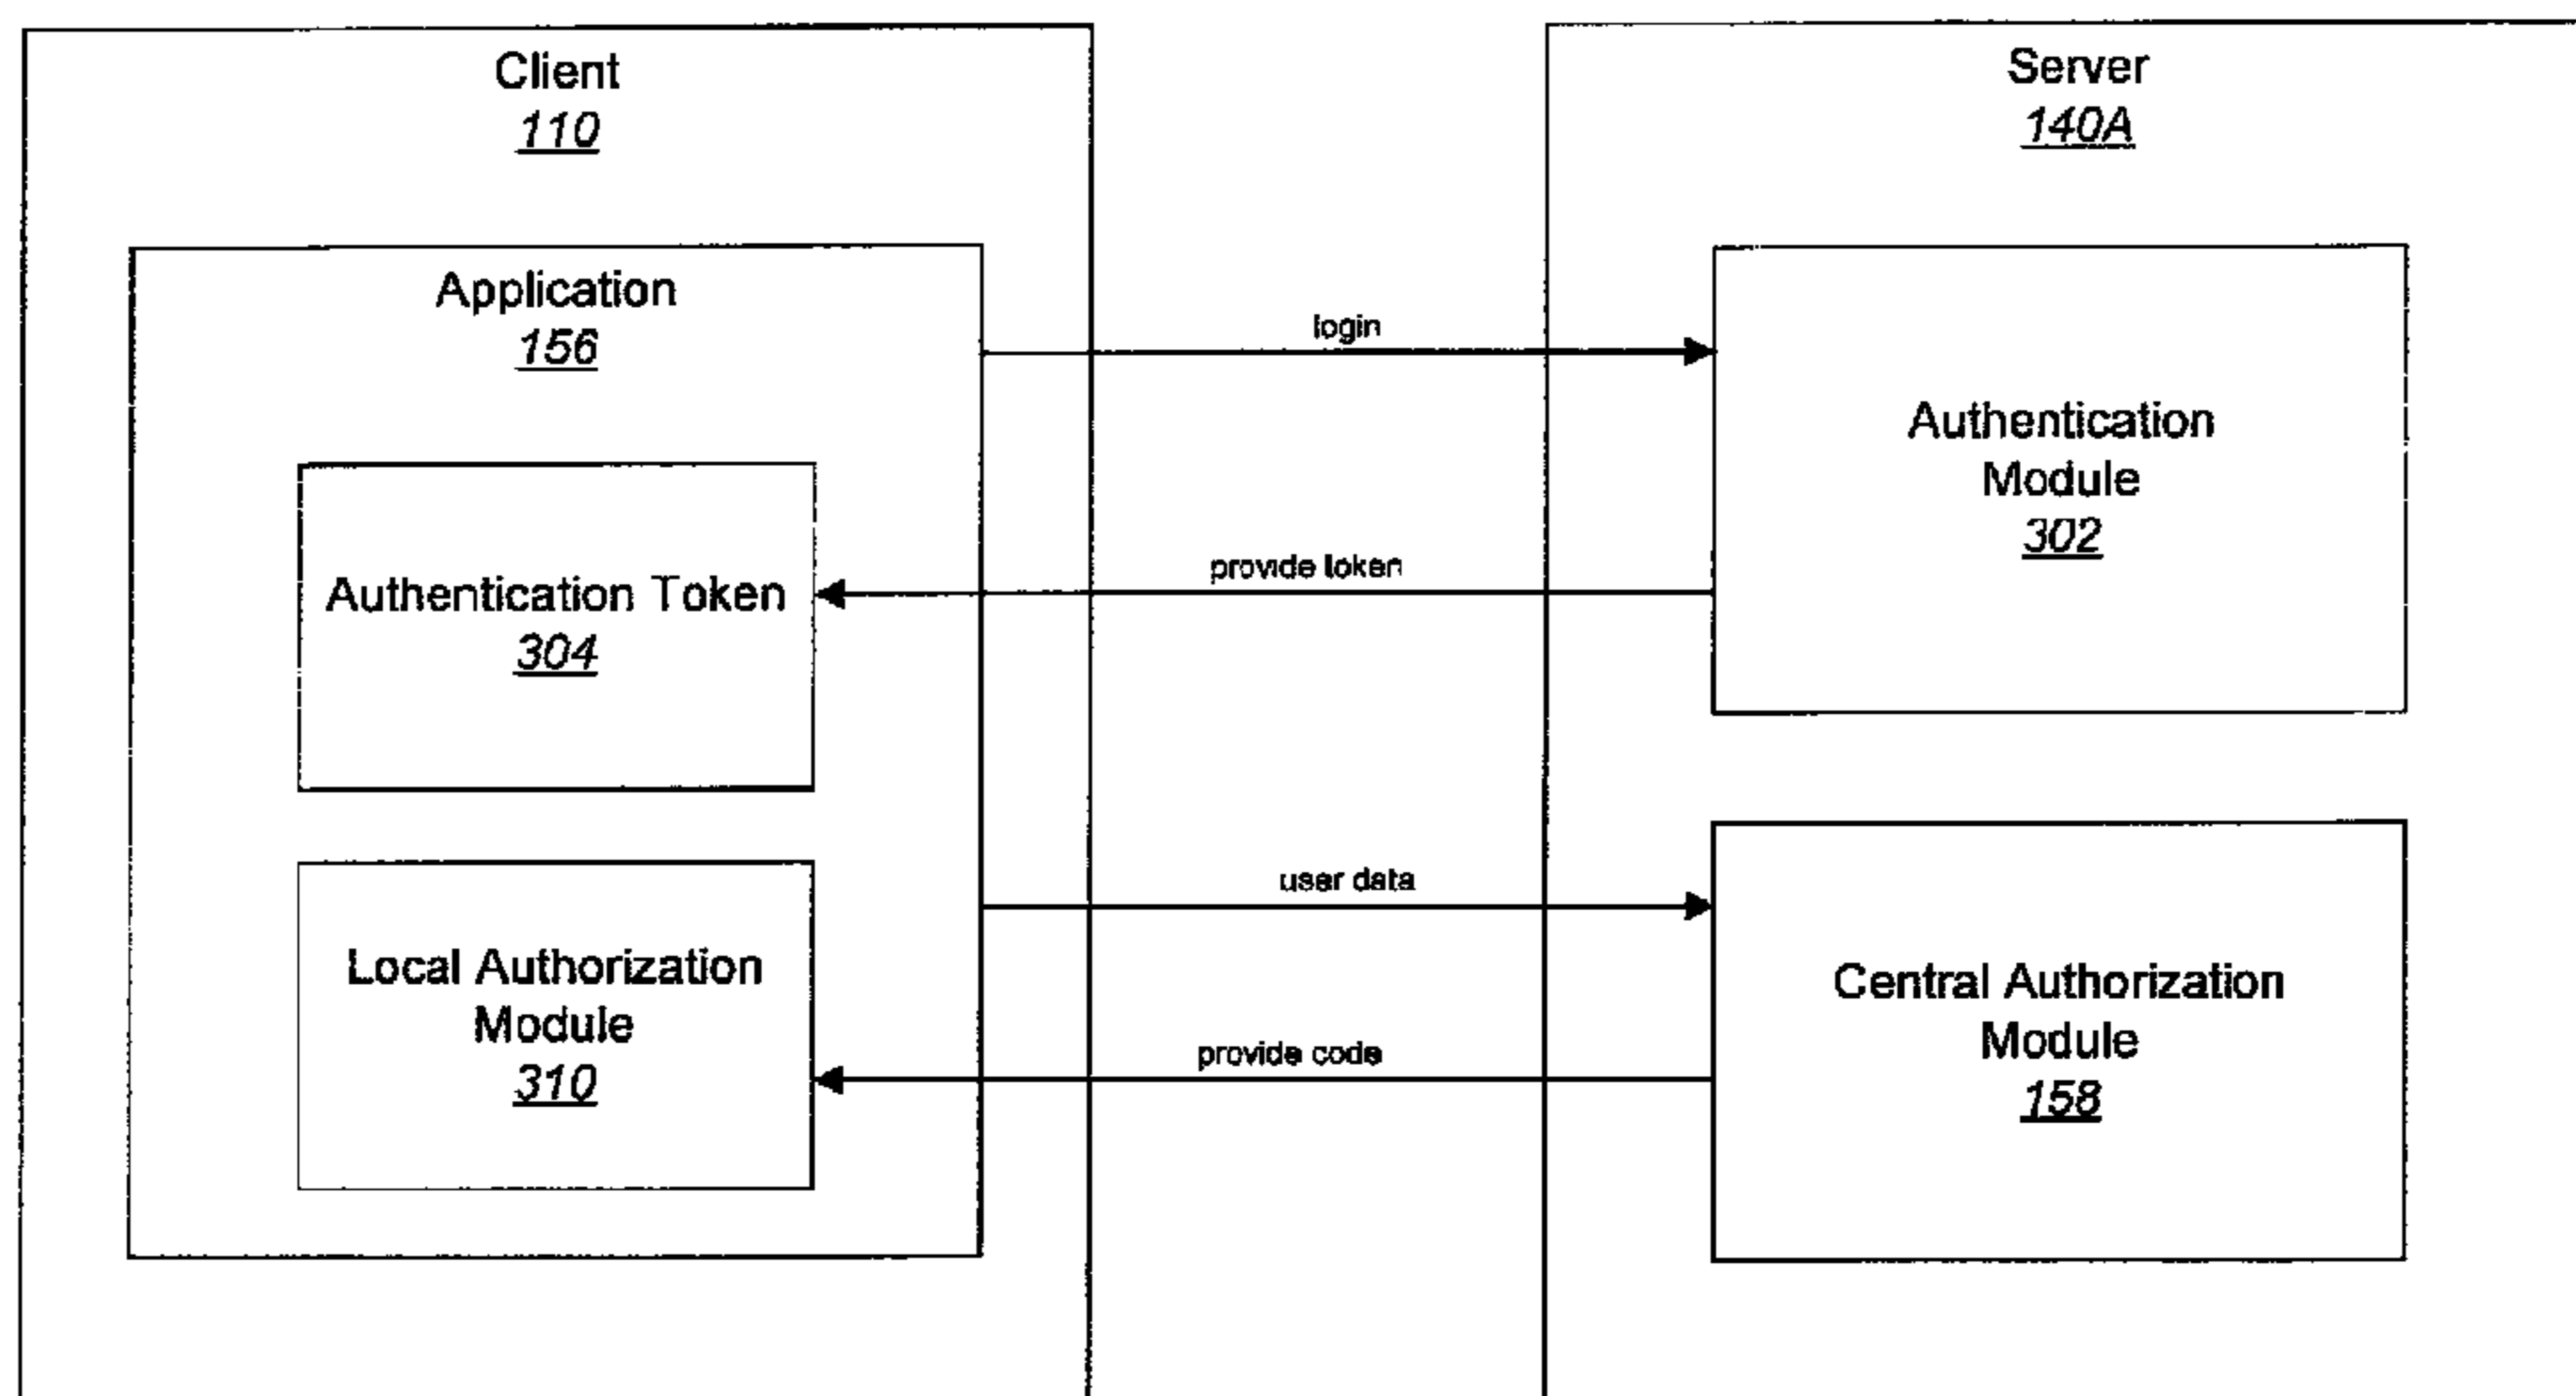 Client
110
Application
156
Authentication Token
304
Local Authorization
Module
310
login
provide token
user data
provide code
Server
140A
Authentication
Module
302
Central Authorization
Module
158